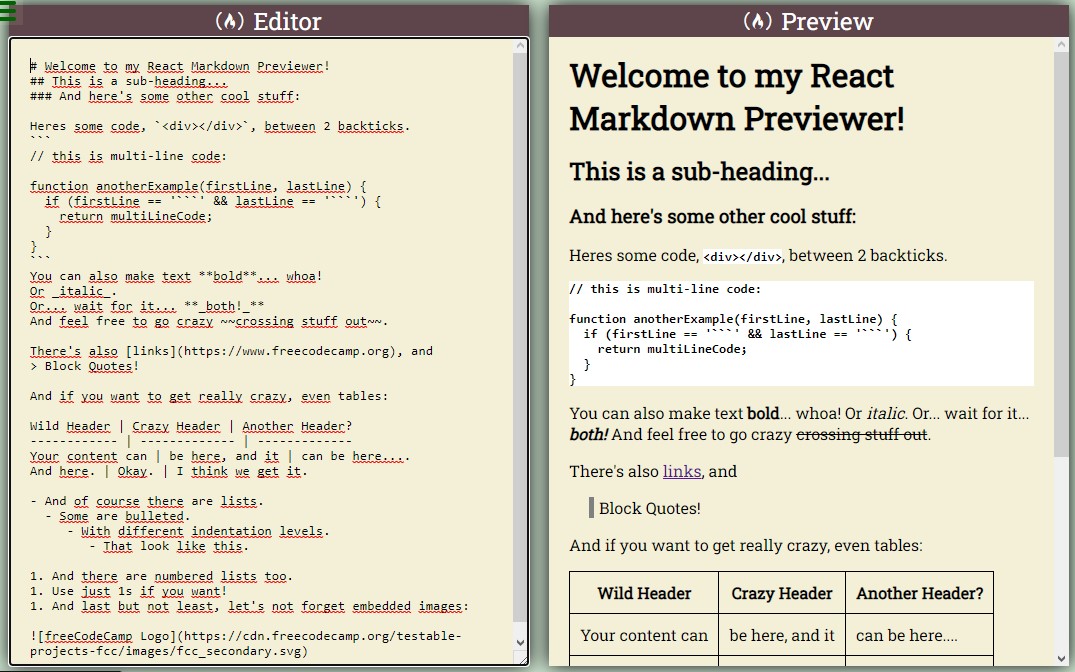 Editor
# Welcome to my React Markdown Previewer!
## This is a sub-heading...
### And here's some other cool stuff:
Heres some code, `<div></div>`, between 2 backticks.
```
// this is multi-line code:
function anotherExample(firstLine, lastLine) {
  if (firstLine == '```' && lastLine == '```') {
    return multiLineCode;
  }
}
```
You can also make text **bold**... whoa!
Or _italic_.
Or... wait for it... **_both!_**
And feel free to go crazy ~~crossing stuff out~~.
There's also [links](https://www.freecodecamp.org), and
> Block Quotes!
And if you want to get really crazy, even tables:
Wild Header | Crazy Header | Another Header?
------------ | ------------- | -------------
Your content can | be here, and it | can be here....
And here. | Okay. | I think we get it.
- And of course there are lists.
  - Some are bulleted.
     - With different indentation levels.
        - That look like this.
1. And there are numbered lists too.
1. Use just 1s if you want!
1. And last but not least, let's not forget embedded images:
![freeCodeCamp Logo](https://cdn.freecodecamp.org/testable-
projects-fcc/images/fcc_secondary.svg)
Preview
Welcome to my React
Markdown Previewer!
This is a sub-heading...
And here's some other cool stuff:
Heres some code, <div></div>, between 2 backticks.
// this is multi-line code:
function anotherExample(firstLine, lastLine) {
  if (firstLine == '```' && lastLine == '```') {
    return multiLineCode;
  }
}
You can also make text bold... whoa! Or italic. Or... wait for it...
both! And feel free to go crazy crossing stuff out.
There's also links, and
Block Quotes!
And if you want to get really crazy, even tables:
Wild Header Crazy Header Another Header?
Your content can be here, and it can be here....